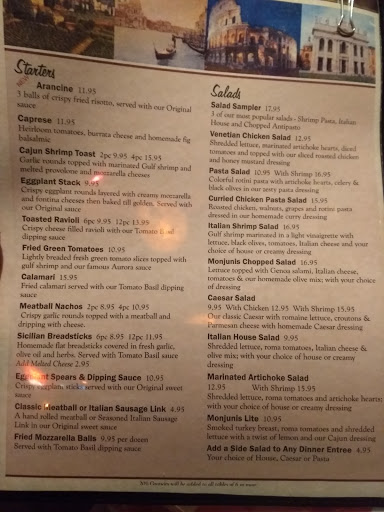 Starters
Arancine 11.95
3 balls of crispy fried risotto, served with our Original
sauce
Caprese 11.95
Heirloom tomatoes, burrata cheese and homemade fig
balsalmic
Cajun Shrimp Toast 2pc 9.95 4pc 15.95
Garlic rounds topped with marinated Gulf shrimp and
melted provolone and mozzarella cheeses
Eggplant Stack 9.95
Crispy eggplant rounds layered with creamy mozzarella
and fontina cheeses then baked till golden. Served with
our Original sauce
Toasted Ravioli 6pc 9.95 12pc 13.95
Crispy cheese filled ravioli with our Tomato Basil
dipping sauce
Fried Green Tomatoes 10.95
Lightly breaded fresh green tomato slices topped with
gulf shrimp and our famous Aurora sauce
Calamari 15.95
Fried calamari served with our Tomato Basil dipping
sauce
Meatball Nachos 2pc 8.95 4pc 10.95
Crispy garlic rounds topped with a meatball and
dipping with cheese.
Sicilian Breadsticks 6pc 8.95 12pc 11.95
Homemade flat breadsticks covered in fresh garlic,
olive oil and herbs. Served with Tomato Basil sauce
Add Melted Cheese 2.95
Eggplant Spears & Dipping Sauce 10.95
Crispy eggplant sticks served with our Original sweet
sauce
Classic Meatball or Italian Sausage Link 4.95
A hand rolled meatball or Seasoned Italian Sausage
Link in our Original sweet sauce
Fried Mozzarella Balls 9.95 per dozen
Served with Tomato Basil dipping sauce
Salads
Salad Sampler 17.95
3 of our most popular salads - Shrimp Pasta, Italian
House and Chopped Antipasto
Venetian Chicken Salad 12.95
Shredded lettuce, marinated artichoke hearts, diced
tomatoes and topped with our sliced roasted chicken
and honey mustard dressing
Pasta Salad 10.95 With Shrimp 16.95
Colorful rotini pasta with artichoke hearts, celery &
black olives in our zesty pasta dressing
Curried Chicken Pasta Salad 15.95
Roasted chicken, walnuts, grapes and rotini pasta
dressed in our homemade curry dressing
Italian Shrimp Salad 16.95
Gulf shrimp marinated in a light vinaigrette with
lettuce, black olives, tomatoes, Italian cheese and your
choice of house or creamy dressing
Monjunis Chopped Salad 16.95
Lettuce topped with Genoa salami, Italian cheese,
tomatoes & our homemade olive mix; with your choice
of dressing
Caesar Salad
9.95 With Chicken 12.95 With Shrimp 15.95
Our classic Caesar with romaine lettuce, croutons &
Parmesan cheese with homemade Caesar dressing
Italian House Salad 9.95
Shredded lettuce, roma tomatoes, Italian cheese &
olive mix; with your choice of house or creamy
dressing
Marinated Artichoke Salad
12.95 With Shrimp 15.95
Shredded lettuce, roma tomatoes and artichoke hearts;
with your choice of house or creamy dressing
Monjunis Lite 10.95
Smoked turkey breast, roma tomatoes and shredded
lettuce with a twist of lemon and our Cajun dressing
Add a Side Salad to Any Dinner Entree 4.95
Your choice of House, Caesar or Pasta
will be added to all tables of 6 or more